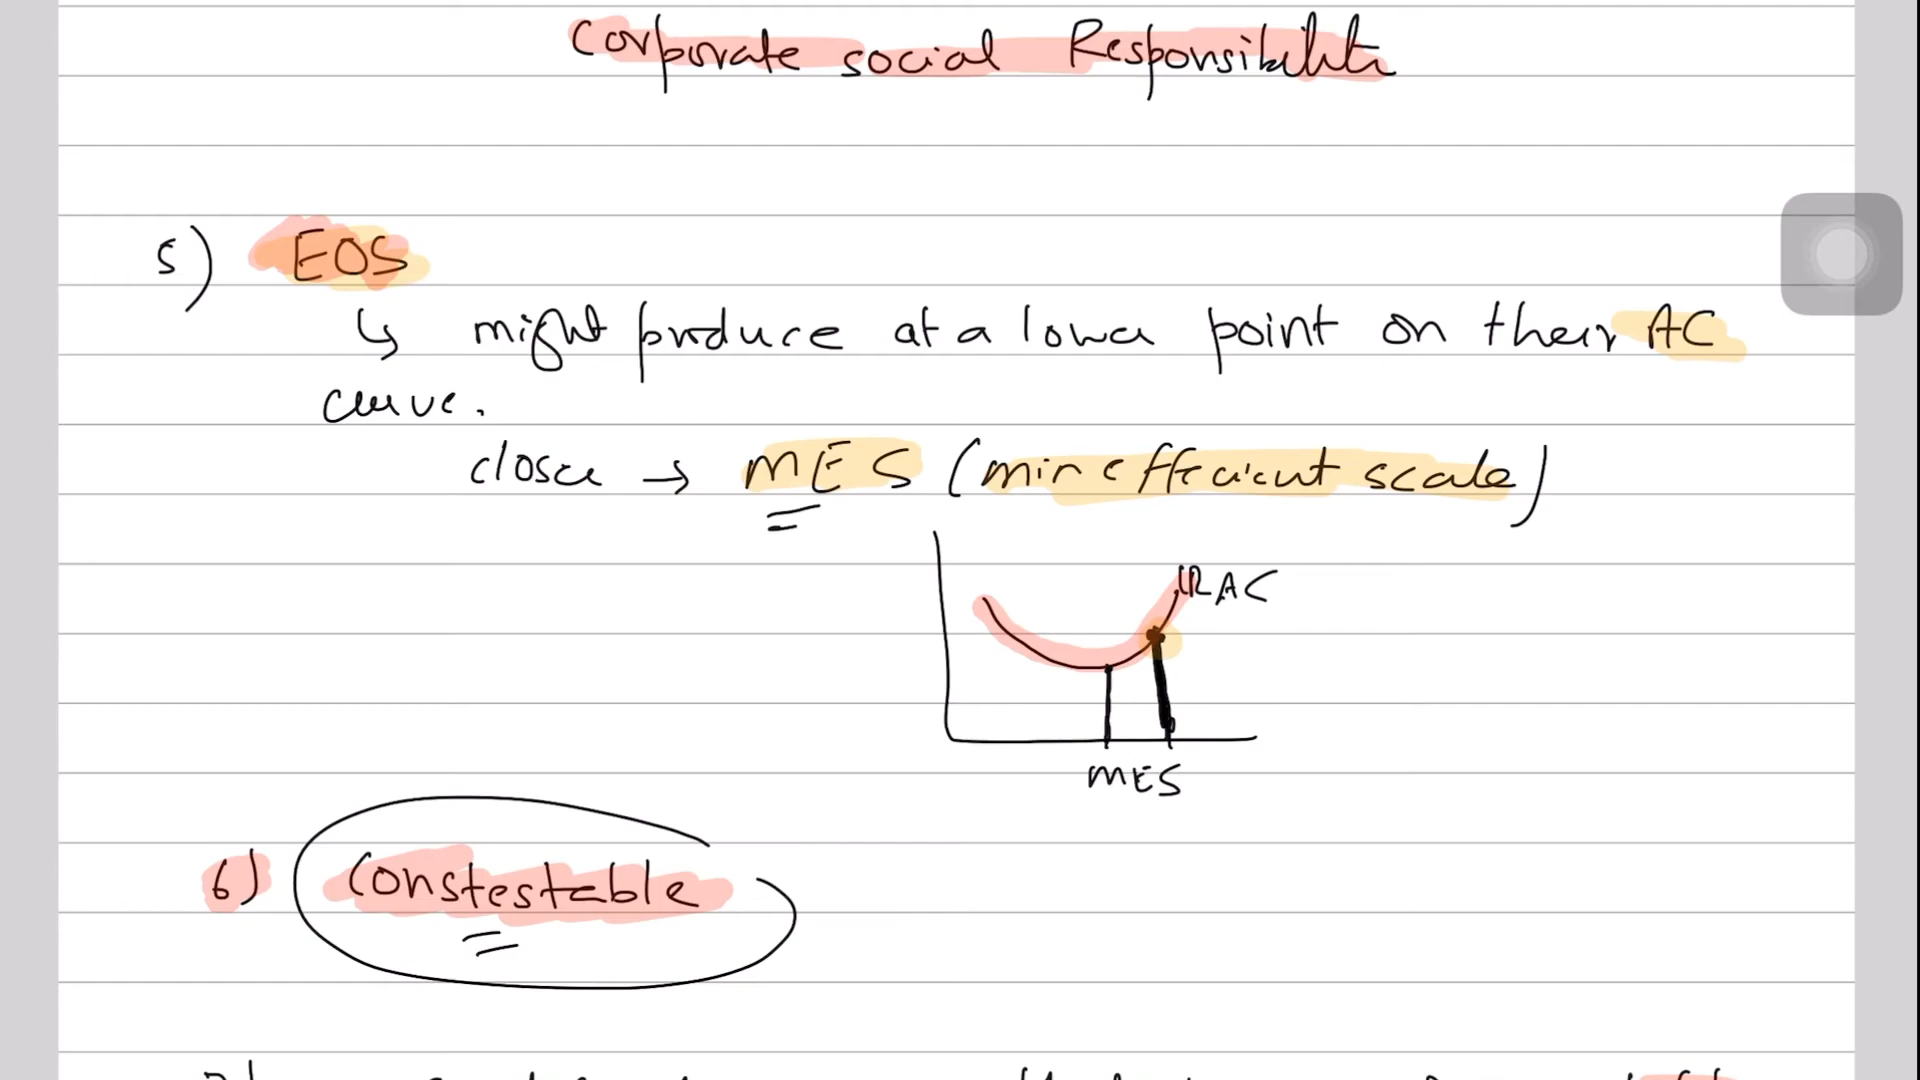 Corporate social Responsibility
5) EOS
↳ might produce at a lower point on their AC
curve.
closer → MES (min efficient scale)
LRAC
MES
6) Constestable